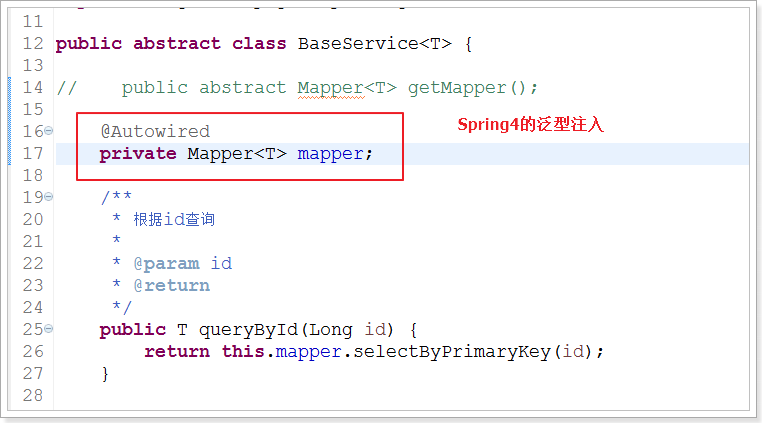 11
12 public abstract class BaseService<T> {
13
14 //    public abstract Mapper<T> getMapper();
15
16     @Autowired
Spring4的泛型注入
17     private Mapper<T> mapper;
18
19     /**
20      * 根据id查询
21      *
22      * @param id
23      * @return
24      */
25     public T queryById(Long id) {
26         return this.mapper.selectByPrimaryKey(id);
27     }
28